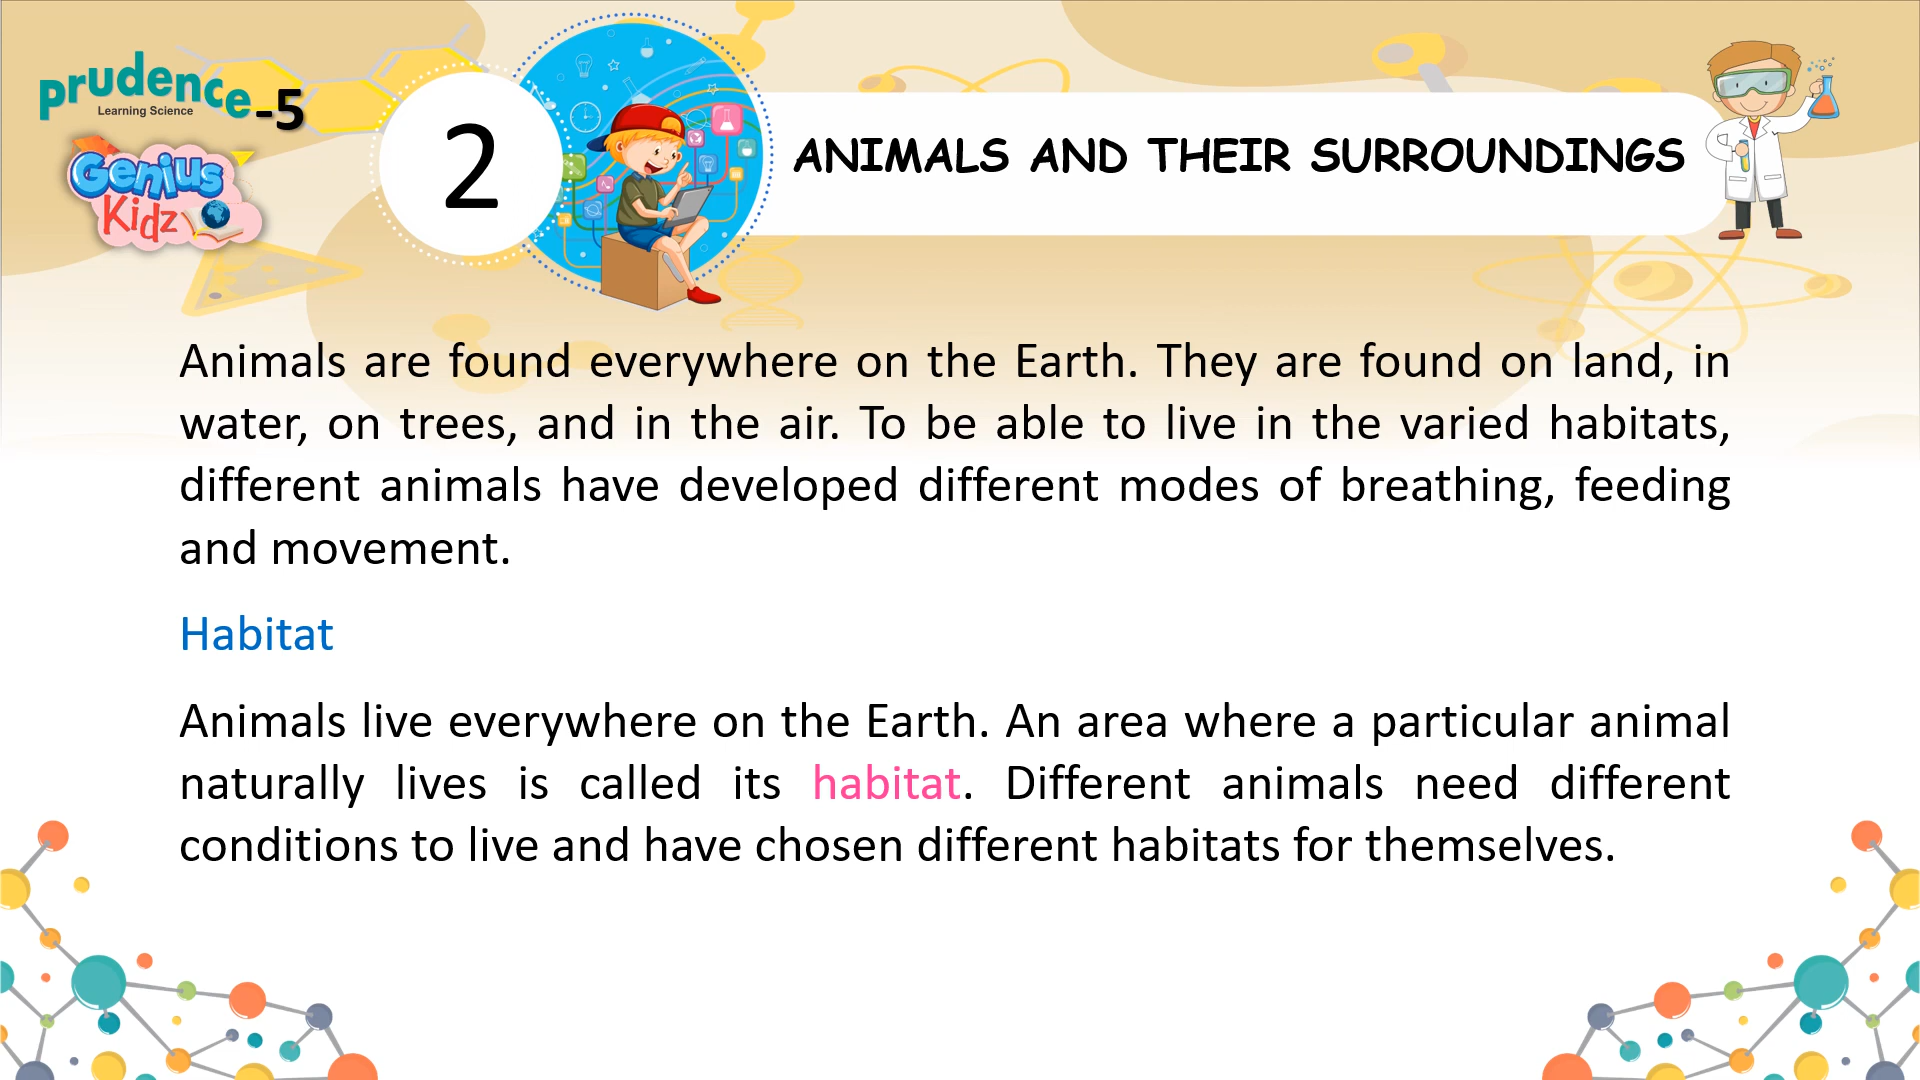 prudence-5
Learning Science
Genius
Kidz
2
ANIMALS AND THEIR SURROUNDINGS
Animals are found everywhere on the Earth. They are found on land, in
water, on trees, and in the air. To be able to live in the varied habitats,
different animals have developed different modes of breathing, feeding
and movement.
Habitat
Animals live everywhere on the Earth. An area where a particular animal
naturally lives is called its habitat. Different animals need different
conditions to live and have chosen different habitats for themselves.